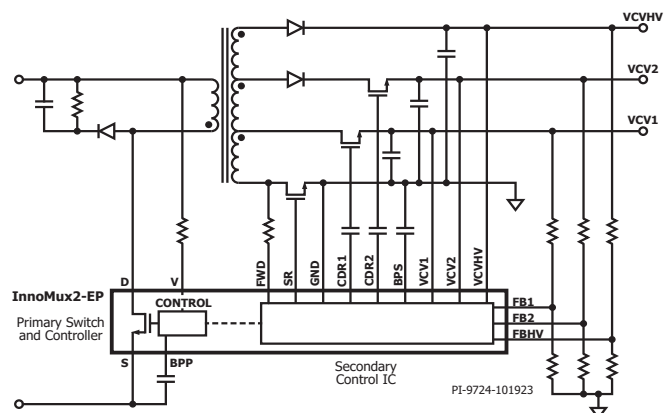 VCVHV
VCV2
VCV1
D
V
FWD
SR
GND
CDR1
CDR2
BPS
VCV1
VCV2
VCVHV
InnoMux2-EP
Primary Switch
and Controller
CONTROL
FB1
FB2
FBHV
S
BPP
Secondary
Control IC
PI-9724-101923